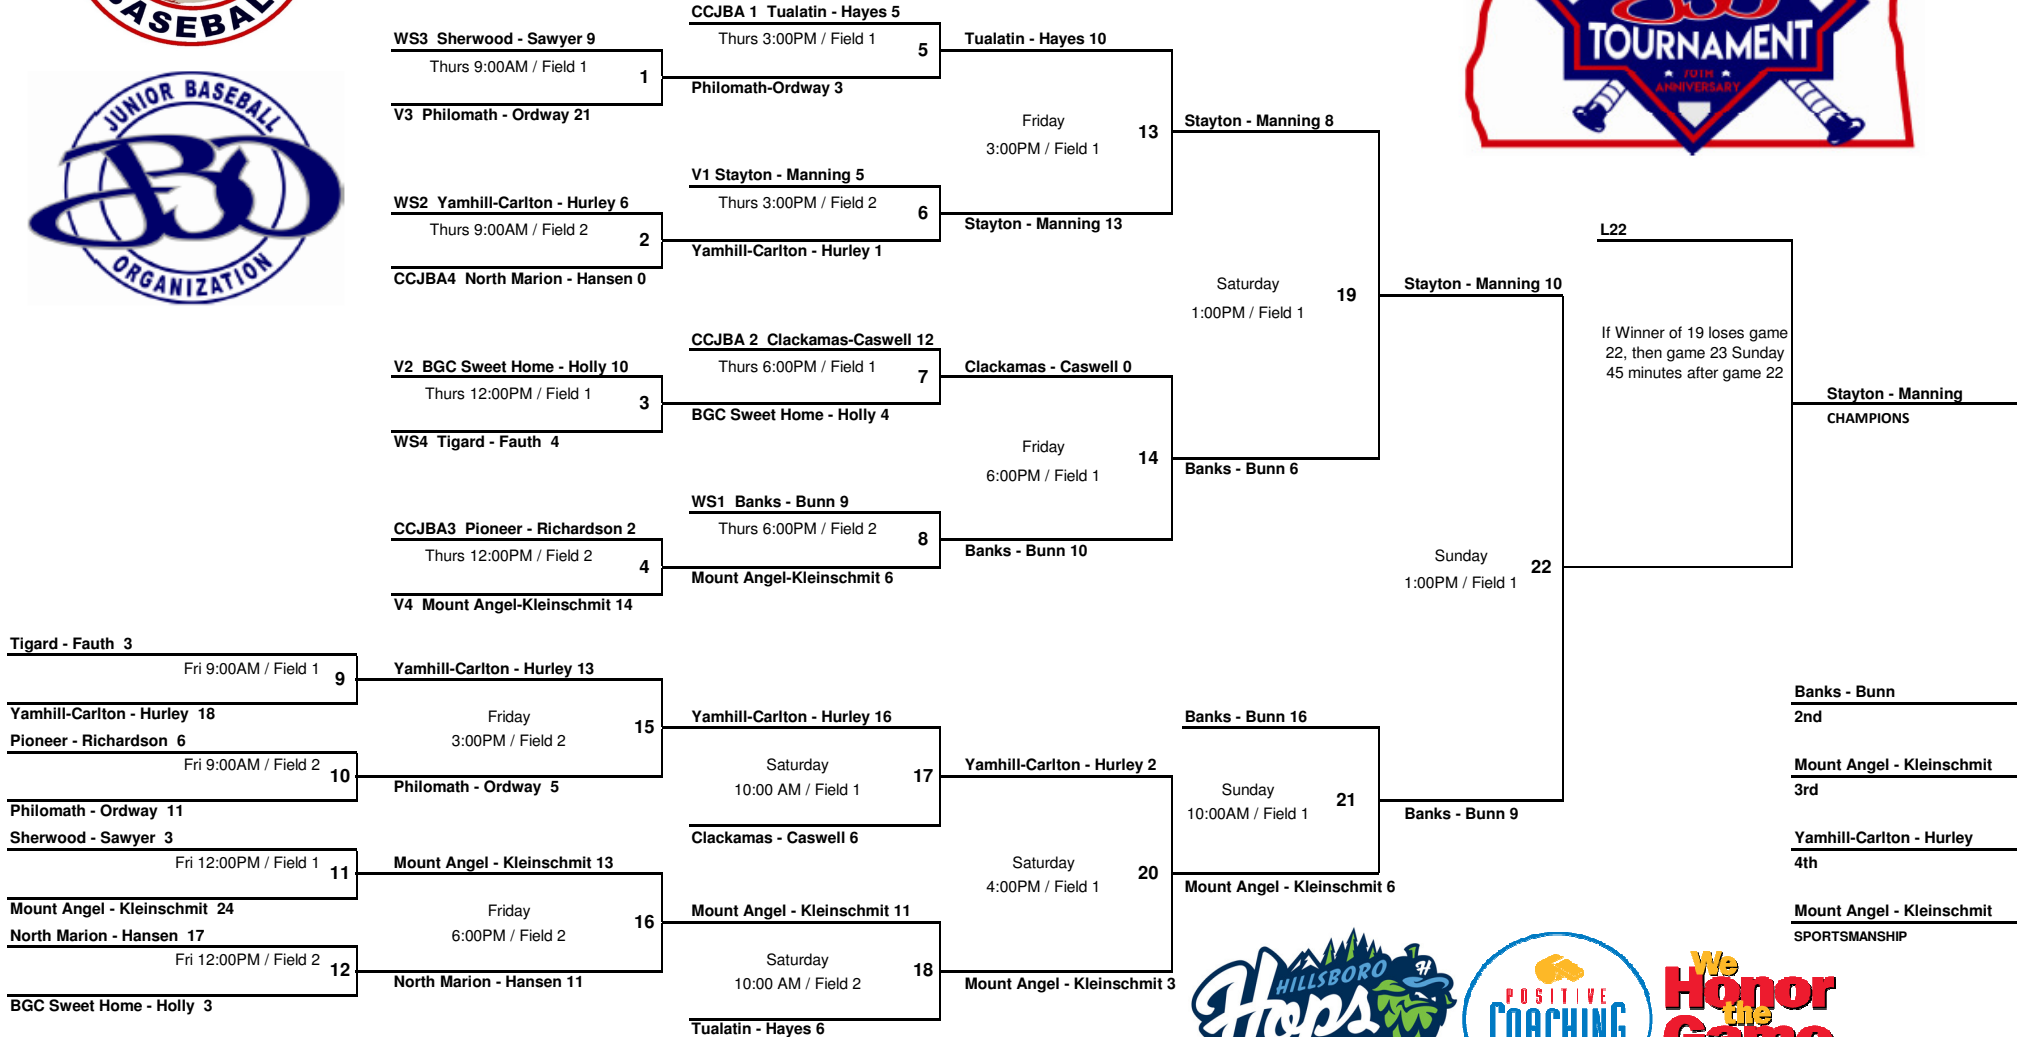 BASEBALL
JUNIOR BASEBALL
JBO
ORGANIZATION
TOURNAMENT
70TH
ANNIVERSARY
CCJBA 1  Tualatin - Hayes 5
Thurs 3:00PM / Field 1
5
WS3  Sherwood - Sawyer 9
Thurs 9:00AM / Field 1
1
V3  Philomath - Ordway 21
Philomath-Ordway 3
Tualatin - Hayes 10
Friday
3:00PM / Field 1
13
V1 Stayton - Manning 5
Thurs 3:00PM / Field 2
6
WS2  Yamhill-Carlton - Hurley 6
Thurs 9:00AM / Field 2
2
CCJBA4  North Marion - Hansen 0
Yamhill-Carlton - Hurley 1
Stayton - Manning 13
Stayton - Manning 8
Saturday
1:00PM / Field 1
19
CCJBA 2  Clackamas-Caswell 12
Thurs 6:00PM / Field 1
7
V2  BGC Sweet Home - Holly 10
Thurs 12:00PM / Field 1
3
WS4  Tigard - Fauth  4
BGC Sweet Home - Holly 4
Clackamas - Caswell 0
Friday
6:00PM / Field 1
14
WS1  Banks - Bunn 9
Thurs 6:00PM / Field 2
8
CCJBA3  Pioneer - Richardson 2
Thurs 12:00PM / Field 2
4
V4  Mount Angel-Kleinschmit 14
Mount Angel-Kleinschmit 6
Banks - Bunn 10
Banks - Bunn 6
Stayton - Manning 10
Sunday
1:00PM / Field 1
22
L22
If Winner of 19 loses game
22, then game 23 Sunday
45 minutes after game 22
Stayton - Manning
CHAMPIONS
Tigard - Fauth  3
Fri 9:00AM / Field 1
9
Yamhill-Carlton - Hurley  18
Pioneer - Richardson  6
Fri 9:00AM / Field 2
10
Philomath - Ordway  11
Sherwood - Sawyer  3
Fri 12:00PM / Field 1
11
Mount Angel - Kleinschmit  24
North Marion - Hansen  17
Fri 12:00PM / Field 2
12
BGC Sweet Home - Holly  3
Yamhill-Carlton - Hurley 13
Friday
3:00PM / Field 2
15
Philomath - Ordway  5
Mount Angel - Kleinschmit 13
Friday
6:00PM / Field 2
16
North Marion - Hansen 11
Yamhill-Carlton - Hurley 16
Saturday
10:00 AM / Field 1
17
Clackamas - Caswell 6
Mount Angel - Kleinschmit 11
Saturday
10:00 AM / Field 2
18
Tualatin - Hayes 6
Yamhill-Carlton - Hurley 2
Saturday
4:00PM / Field 1
20
Mount Angel - Kleinschmit 3
Banks - Bunn 16
Sunday
10:00AM / Field 1
21
Mount Angel - Kleinschmit 6
Banks - Bunn 9
Banks - Bunn
2nd
Mount Angel - Kleinschmit
3rd
Yamhill-Carlton - Hurley
4th
Mount Angel - Kleinschmit
SPORTSMANSHIP
HILLSBORO
H
Hops
POSITIVE
COACHING
We
Honor
the
Game